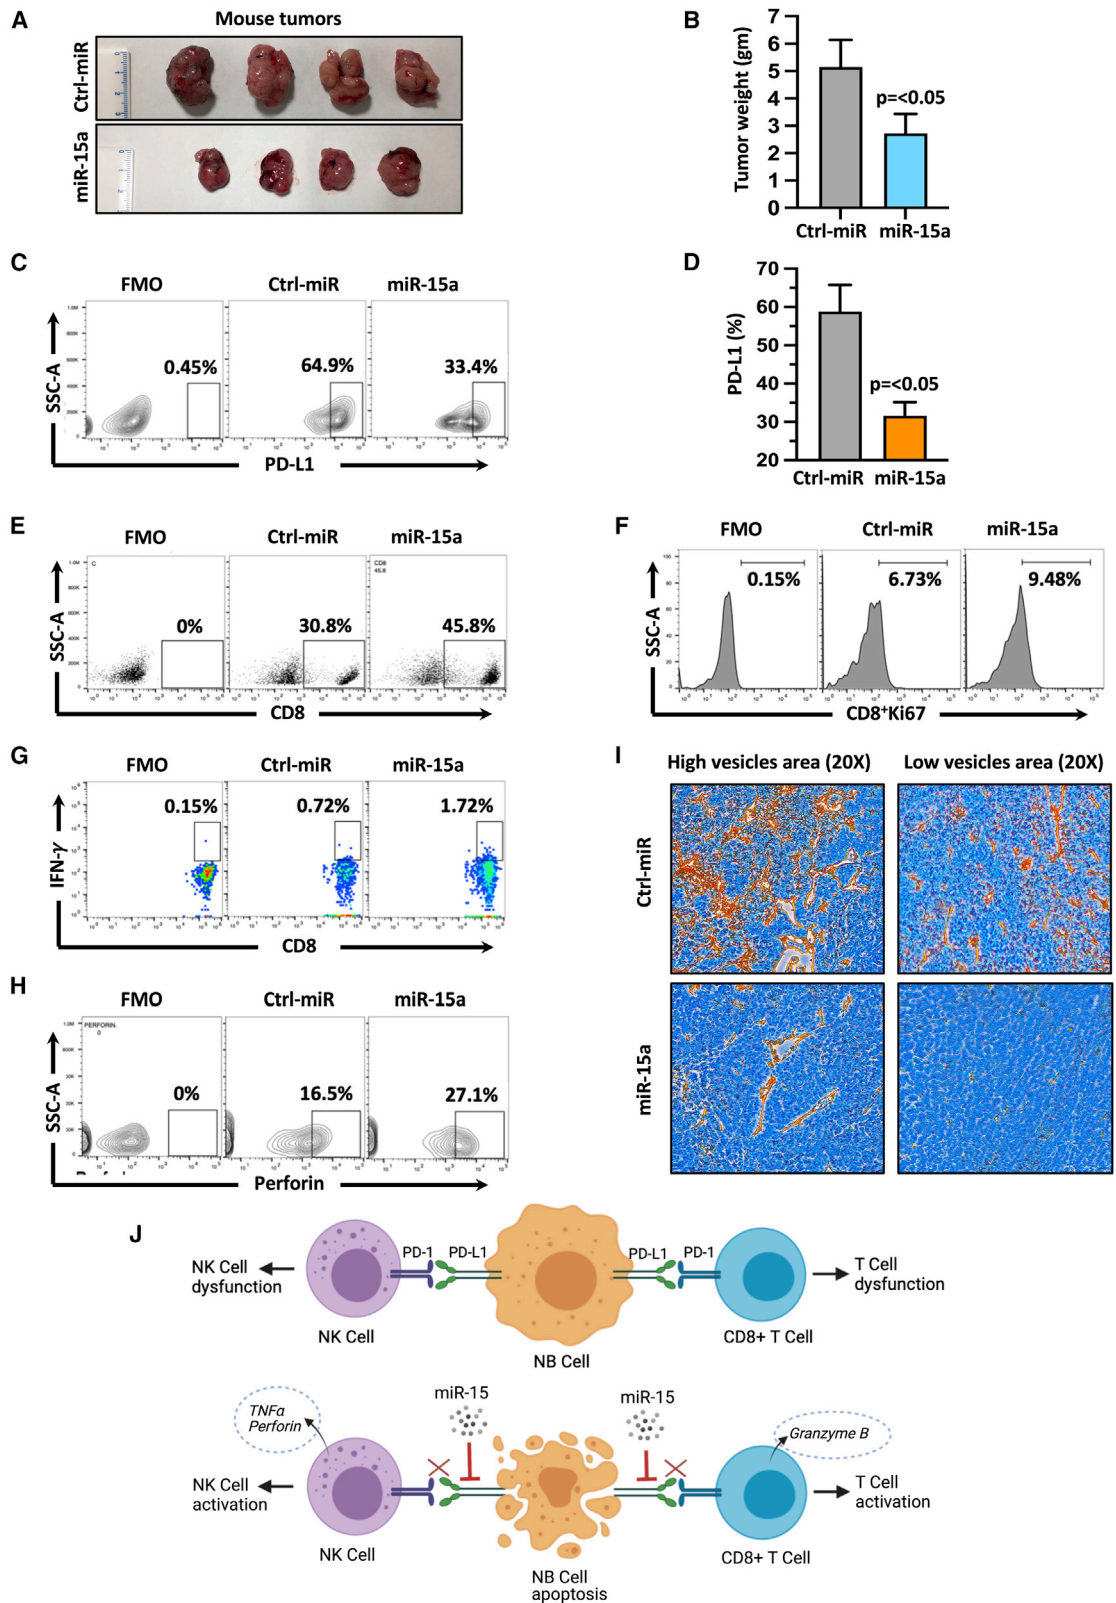 A
Mouse tumors
Ctrl-miR
miR-15a
B
Tumor weight (gm)
7
6
5
4
3
2
1
0
p=<0.05
Ctrl-miR miR-15a
C
FMO Ctrl-miR miR-15a
SSC-A
0.45% 64.9% 33.4%
PD-L1
D
PD-L1 (%)
70
60
50
40
30
20
p=<0.05
Ctrl-miR miR-15a
E
FMO Ctrl-miR miR-15a
SSC-A
CD8
45.8
0% 30.8% 45.8%
CD8
F
FMO Ctrl-miR miR-15a
SSC-A
0.15% 6.73% 9.48%
CD8⁺Ki67
G
FMO Ctrl-miR miR-15a
IFN-γ
0.15% 0.72% 1.72%
CD8
H
FMO Ctrl-miR miR-15a
SSC-A
PERFORIN.
0
0% 16.5% 27.1%
Perforin
I
High vesicles area (20X) Low vesicles area (20X)
Ctrl-miR
miR-15a
J
NK Cell
dysfunction
PD-1 PD-L1
PD-L1 PD-1
T Cell
dysfunction
NK Cell
NB Cell
CD8+ T Cell
miR-15 miR-15
TNFα
Perforin
Granzyme B
NK Cell
activation
T Cell
activation
NK Cell
NB Cell
apoptosis
CD8+ T Cell